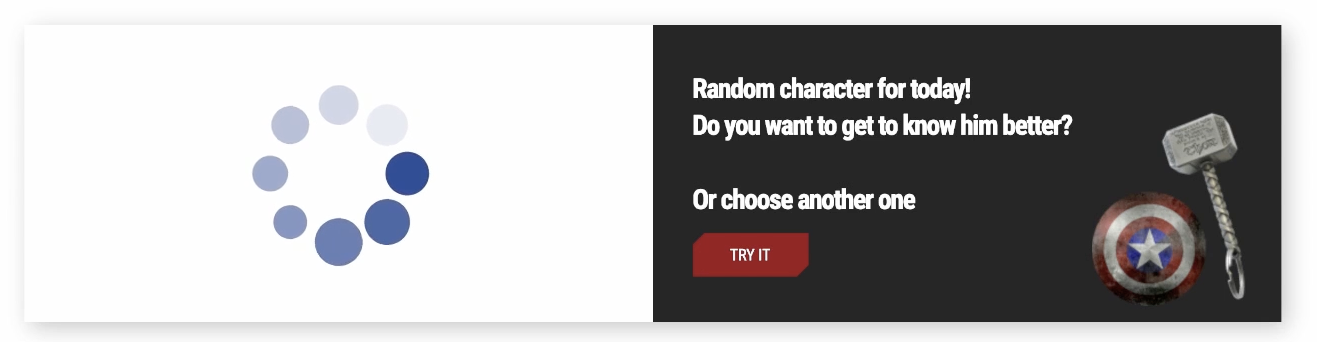 Random character for today!
Do you want to get to know him better?
Or choose another one
TRY IT